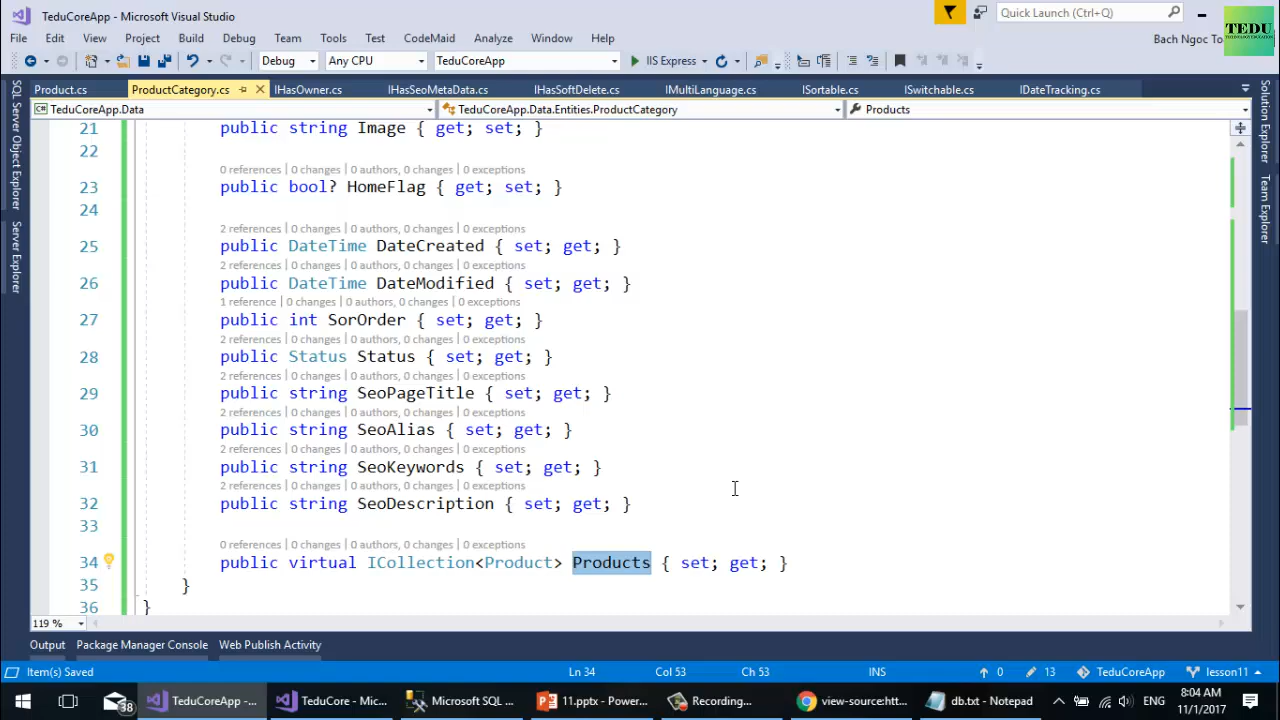 TeduCoreApp - Microsoft Visual Studio
Quick Launch (Ctrl+Q)
TEDU
File Edit View Project Build Debug Team Tools Test CodeMaid Analyze Window Help
Bach Ngoc To
Debug Any CPU TeduCoreApp IIS Express
Product.cs ProductCategory.cs IHasOwner.cs IHasSeoMetaData.cs IHasSoftDelete.cs IMultiLanguage.cs ISortable.cs ISwitchable.cs IDateTracking.cs
TeduCoreApp.Data TeduCoreApp.Data.Entities.ProductCategory Products
SQL Server Object Explorer
Server Explorer
Solution Explorer
Team Explorer
21 public string Image { get; set; }
22
0 references | 0 changes | 0 authors, 0 changes | 0 exceptions
23 public bool? HomeFlag { get; set; }
24
2 references | 0 changes | 0 authors, 0 changes | 0 exceptions
25 public DateTime DateCreated { set; get; }
2 references | 0 changes | 0 authors, 0 changes | 0 exceptions
26 public DateTime DateModified { set; get; }
1 reference | 0 changes | 0 authors, 0 changes | 0 exceptions
27 public int SorOrder { set; get; }
2 references | 0 changes | 0 authors, 0 changes | 0 exceptions
28 public Status Status { set; get; }
2 references | 0 changes | 0 authors, 0 changes | 0 exceptions
29 public string SeoPageTitle { set; get; }
2 references | 0 changes | 0 authors, 0 changes | 0 exceptions
30 public string SeoAlias { set; get; }
2 references | 0 changes | 0 authors, 0 changes | 0 exceptions
31 public string SeoKeywords { set; get; }
2 references | 0 changes | 0 authors, 0 changes | 0 exceptions
32 public string SeoDescription { set; get; }
33
0 references | 0 changes | 0 authors, 0 changes | 0 exceptions
34 public virtual ICollection<Product> Products { set; get; }
35 }
36 }
119 %
Output Package Manager Console Web Publish Activity
Item(s) Saved Ln 34 Col 53 Ch 53 INS 0 13 TeduCoreApp lesson11
38 TeduCoreApp -... TeduCore - Mic... Microsoft SQL ... 11.pptx - Power... Recording... view-source:htt... db.txt - Notepad ENG
8:04 AM
11/1/2017